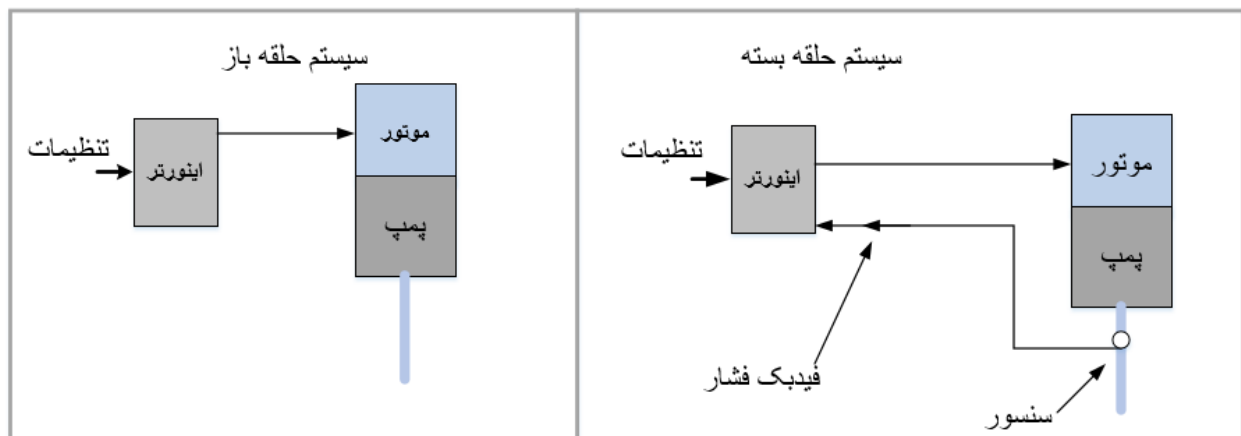 سیستم حلقه باز
تنظیمات
اینورتر
موتور
پمپ
سیستم حلقه بسته
تنظیمات
اینورتر
موتور
پمپ
فیدبک فشار
سنسور